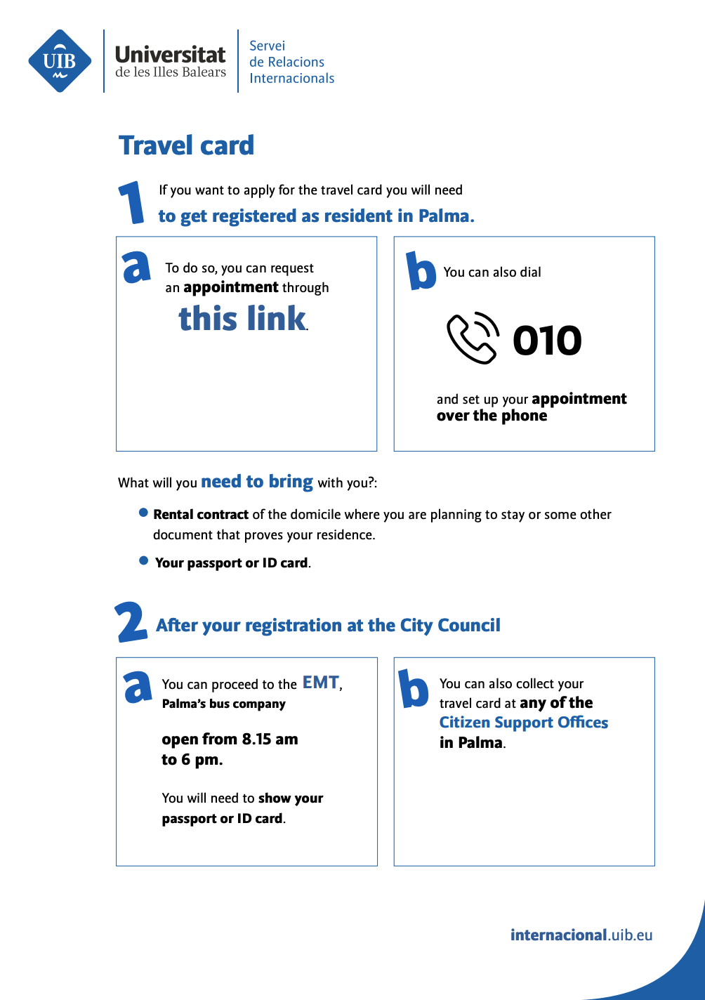 UIB
Universitat
de les Illes Balears
Servei
de Relacions
Internacionals
Travel card
1
If you want to apply for the travel card you will need
to get registered as resident in Palma.
a
To do so, you can request
an appointment through
this link.
b
You can also dial
010
and set up your appointment
over the phone
What will you need to bring with you?:
● Rental contract of the domicile where you are planning to stay or some other
document that proves your residence.
● Your passport or ID card.
2
After your registration at the City Council
a
You can proceed to the EMT,
Palma's bus company
open from 8.15 am
to 6 pm.
You will need to show your
passport or ID card.
b
You can also collect your
travel card at any of the
Citizen Support Offices
in Palma.
internacional.uib.eu